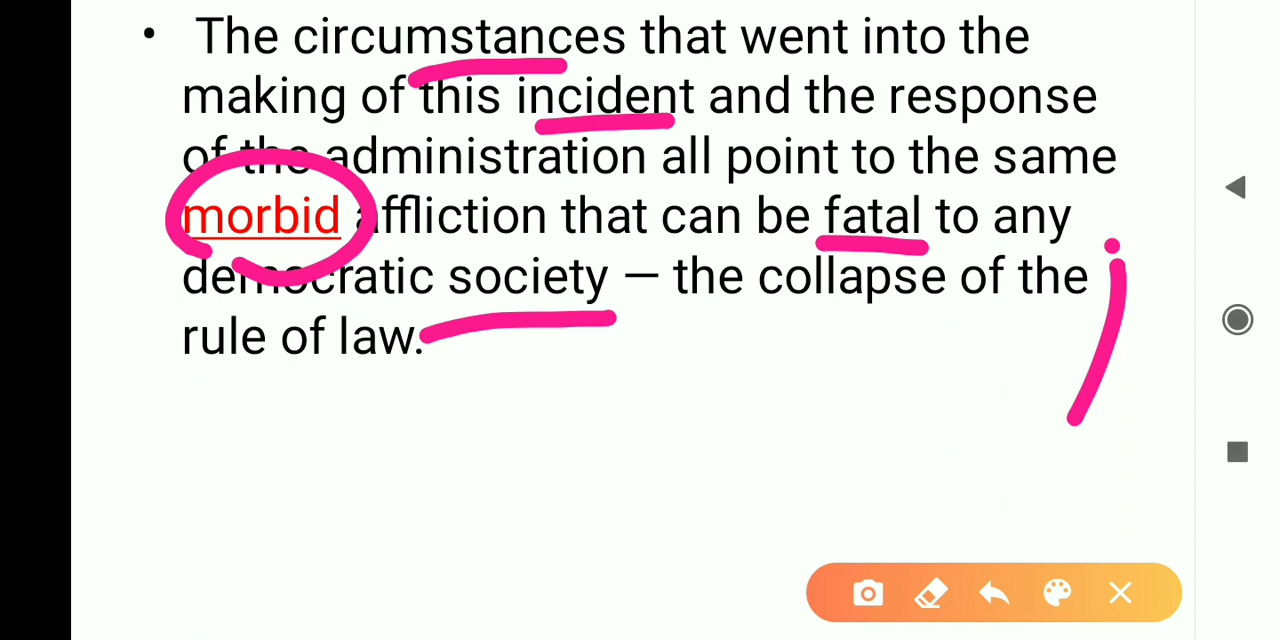 • The circumstances that went into the
making of this incident and the response
of the administration all point to the same
morbid affliction that can be fatal to any
democratic society — the collapse of the
rule of law.